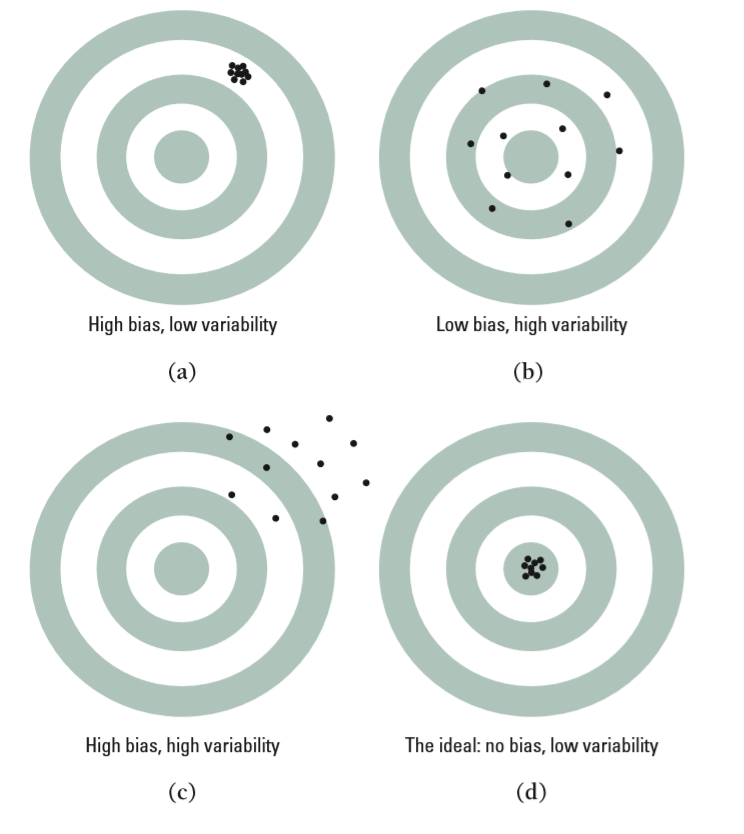 High bias, low variability
(a)
Low bias, high variability
(b)
High bias, high variability
(c)
The ideal: no bias, low variability
(d)